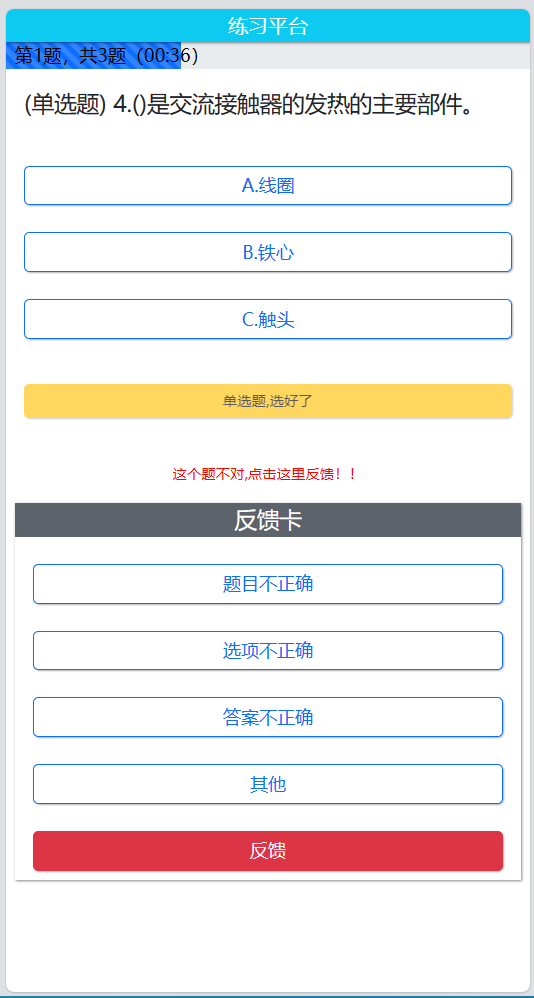 练习平台
第1题，共3题（00:36）
(单选题) 4.()是交流接触器的发热的主要部件。
A.线圈
B.铁心
C.触头
单选题,选好了
这个题不对,点击这里反馈！！
反馈卡
题目不正确
选项不正确
答案不正确
其他
反馈